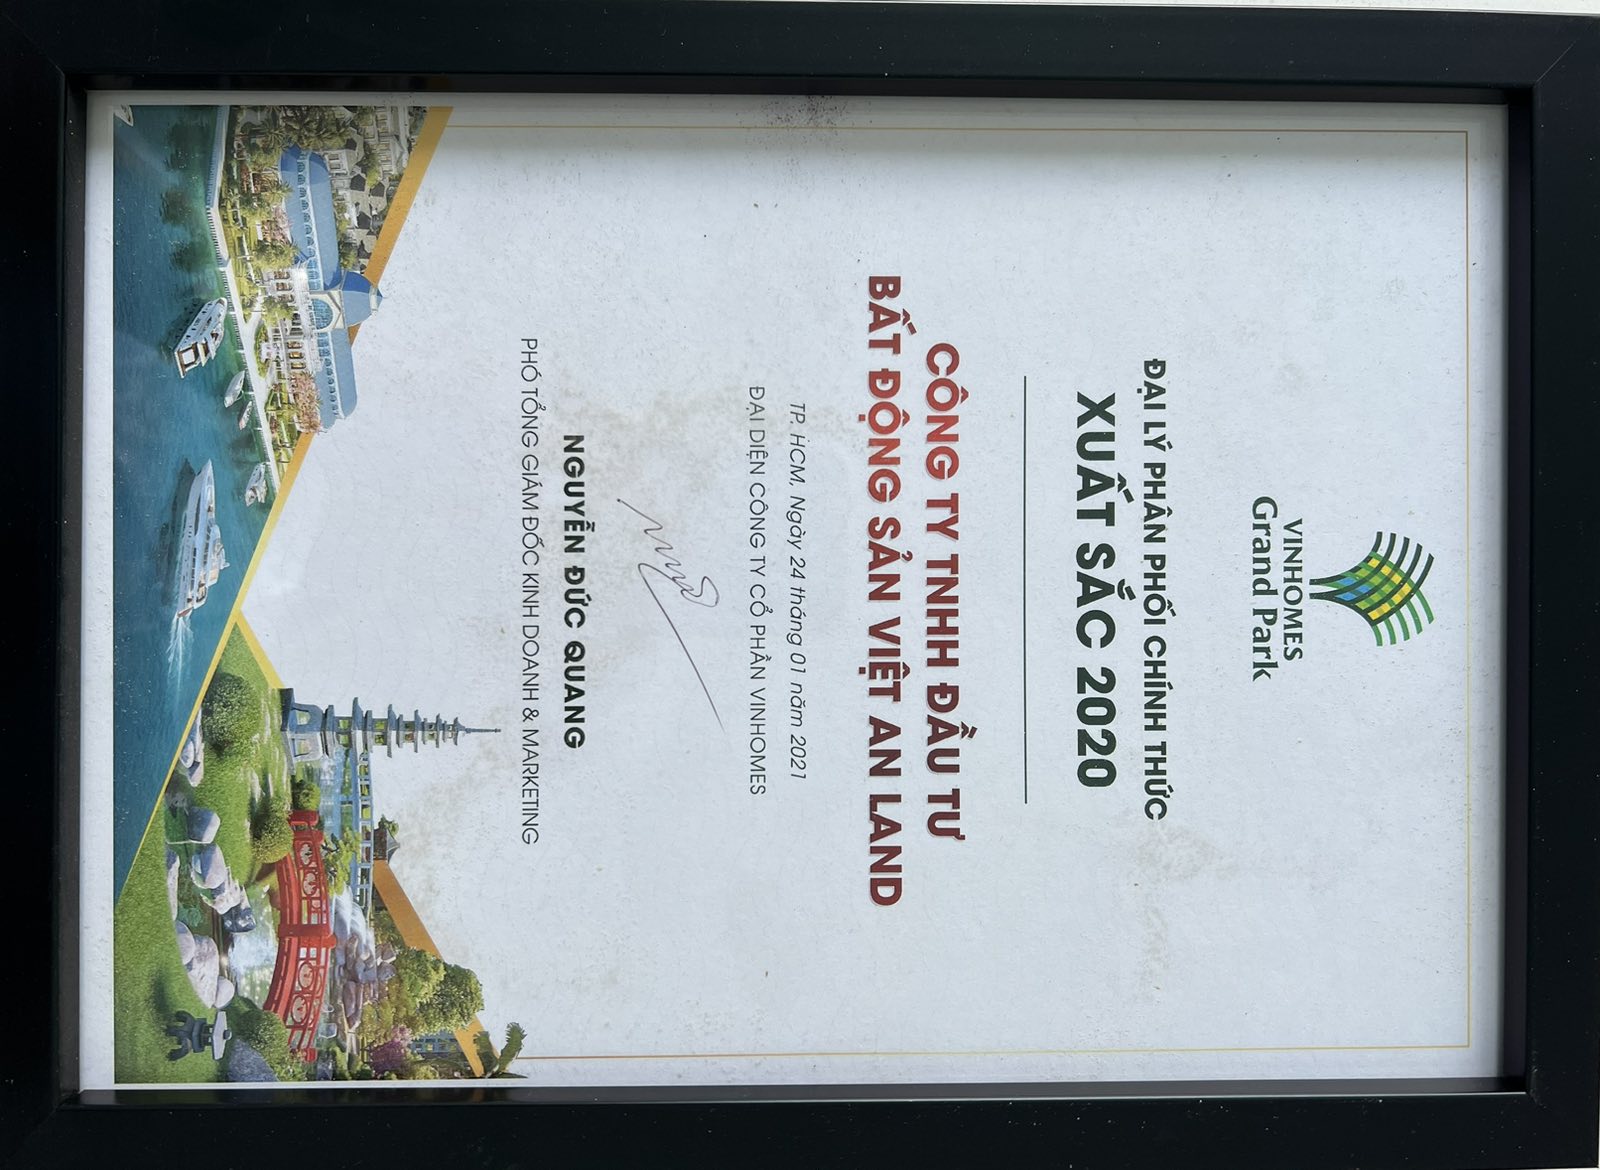 VINHOMES
Grand Park
ĐẠI LÝ PHÂN PHỐI CHÍNH THỨC
XUẤT SẮC 2020
CÔNG TY TNHH ĐẦU TƯ
BẤT ĐỘNG SẢN VIỆT AN LAND
TP. HCM, Ngày 24 tháng 01 năm 2021
ĐẠI DIỆN CÔNG TY CỔ PHẦN VINHOMES
NGUYỄN ĐỨC QUANG
PHÓ TỔNG GIÁM ĐỐC KINH DOANH & MARKETING